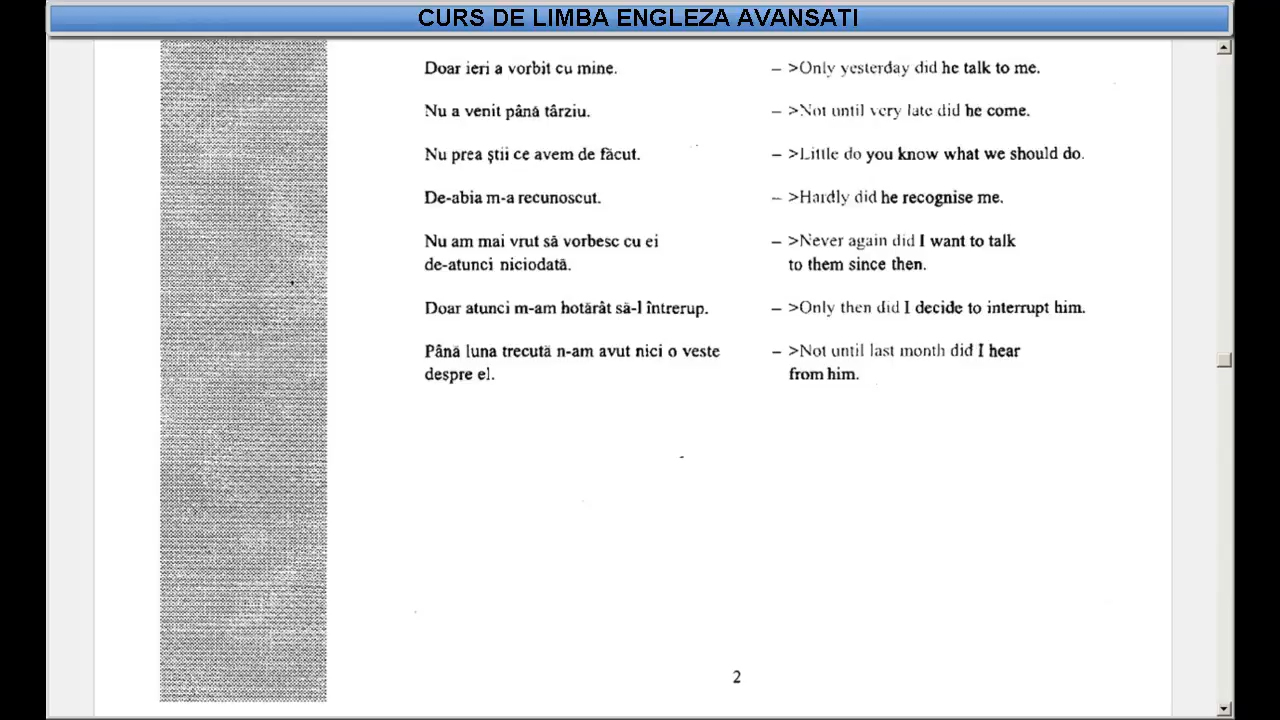 CURS DE LIMBA ENGLEZA AVANSATI
Doar ieri a vorbit cu mine. – >Only yesterday did he talk to me.
Nu a venit până târziu. – >Not until very late did he come.
Nu prea ştii ce avem de făcut. – >Little do you know what we should do.
De-abia m-a recunoscut. – >Hardly did he recognise me.
Nu am mai vrut să vorbesc cu ei – >Never again did I want to talk
de-atunci niciodată. to them since then.
Doar atunci m-am hotărât să-l întrerup. – >Only then did I decide to interrupt him.
Până luna trecută n-am avut nici o veste – >Not until last month did I hear
despre el. from him.
2